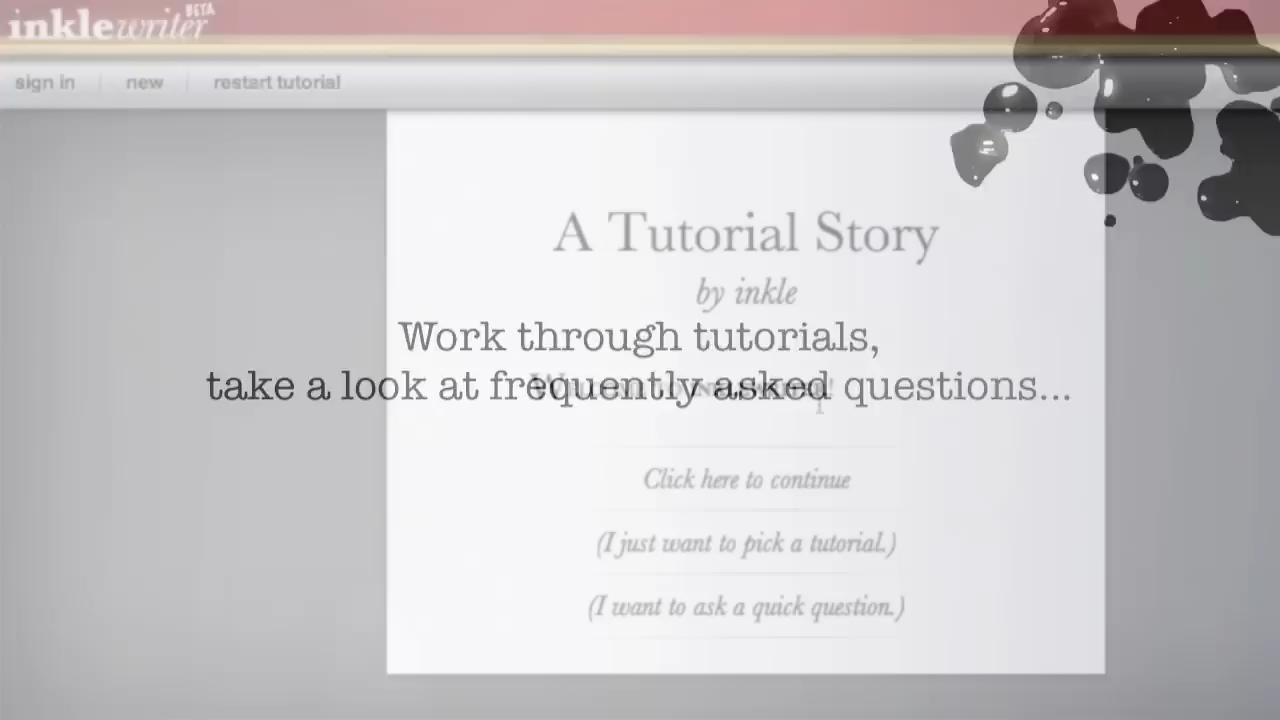 inklewriter BETA
sign in
new
restart tutorial
A Tutorial Story
by inkle
Work through tutorials,
take a look at frequently asked questions...
Click here to continue
(I just want to pick a tutorial.)
(I want to ask a quick question.)